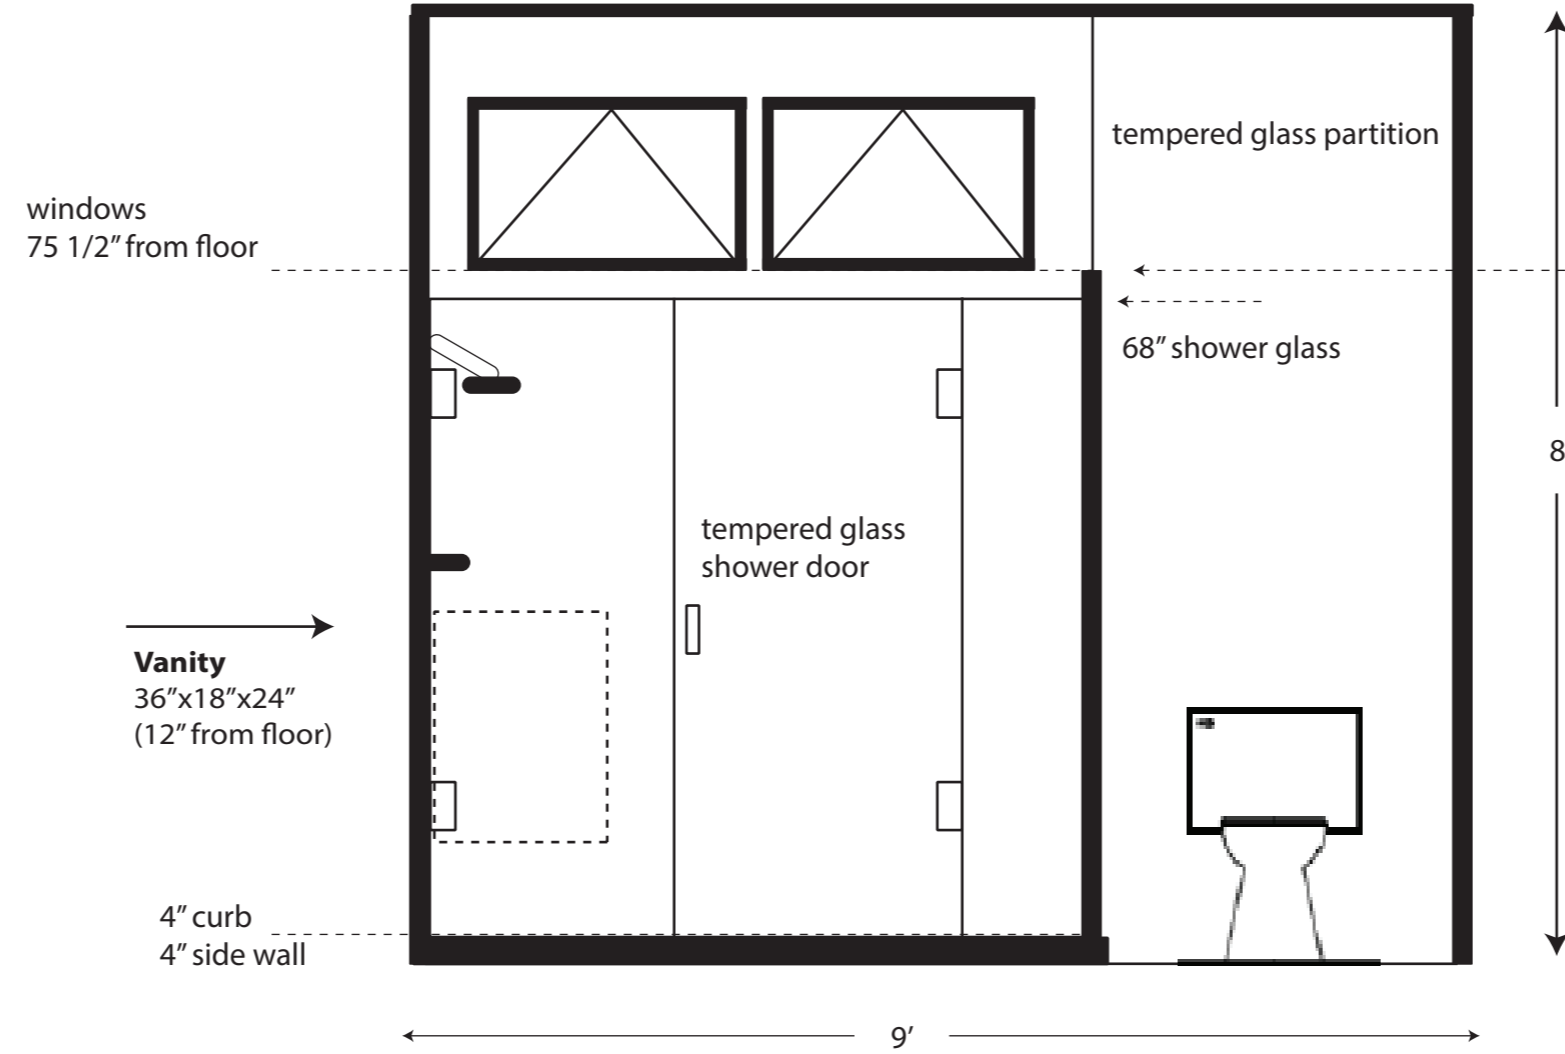 tempered glass partition
windows
75 1/2” from floor
68” shower glass
8
tempered glass
shower door
Vanity
36”x18”x24”
(12” from floor)
4” curb
4” side wall
9’